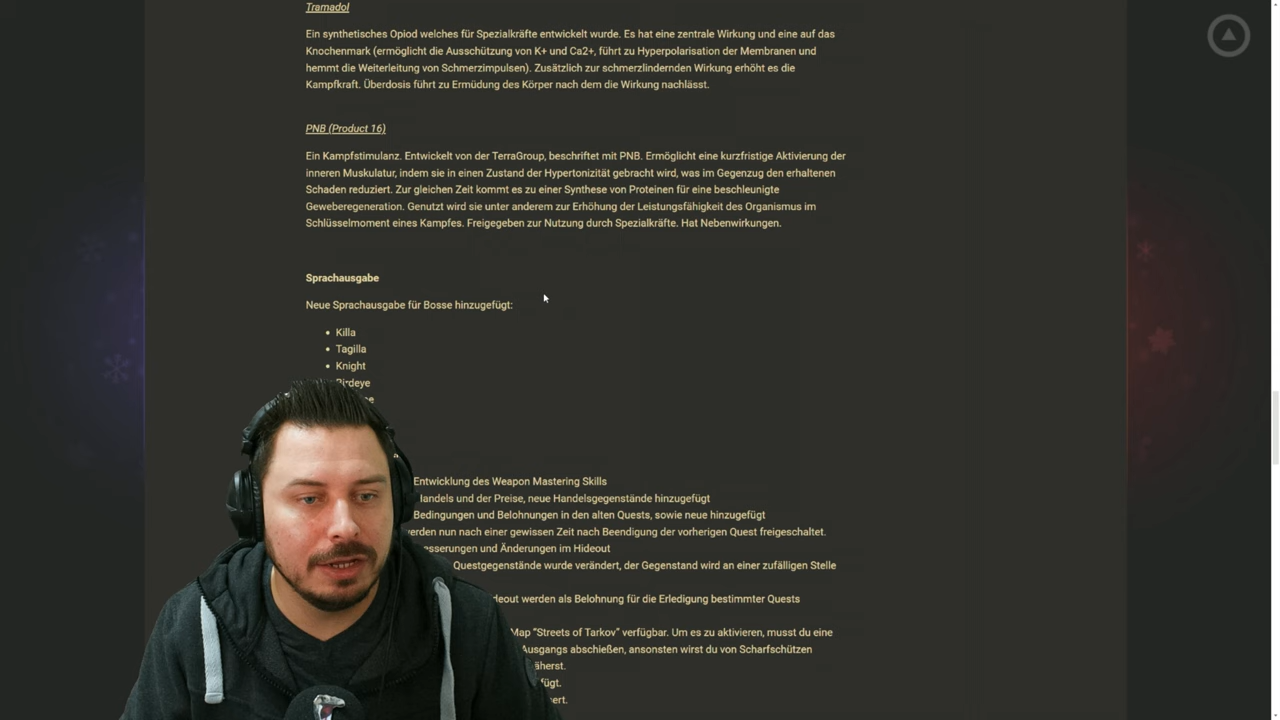 Tramadol
Ein synthetisches Opiod welches für Spezialkräfte entwickelt wurde. Es hat eine zentrale Wirkung und eine auf das
Knochenmark (ermöglicht die Ausschützung von K+ und Ca2+, führt zu Hyperpolarisation der Membranen und
hemmt die Weiterleitung von Schmerzimpulsen). Zusätzlich zur schmerzlindernden Wirkung erhöht es die
Kampfkraft. Überdosis führt zu Ermüdung des Körper nach dem die Wirkung nachlässt.
PNB (Product 16)
Ein Kampfstimulanz. Entwickelt von der TerraGroup, beschriftet mit PNB. Ermöglicht eine kurzfristige Aktivierung der
inneren Muskulatur, indem sie in einen Zustand der Hypertonizität gebracht wird, was im Gegenzug den erhaltenen
Schaden reduziert. Zur gleichen Zeit kommt es zu einer Synthese von Proteinen für eine beschleunigte
Geweberegeneration. Genutzt wird sie unter anderem zur Erhöhung der Leistungsfähigkeit des Organismus im
Schlüsselmoment eines Kampfes. Freigegeben zur Nutzung durch Spezialkräfte. Hat Nebenwirkungen.
Sprachausgabe
Neue Sprachausgabe für Bosse hinzugefügt:
• Killa
• Tagilla
• Knight
Birdeye
Entwicklung des Weapon Mastering Skills
Handels und der Preise, neue Handelsgegenstände hinzugefügt
Bedingungen und Belohnungen in den alten Quests, sowie neue hinzugefügt
werden nun nach einer gewissen Zeit nach Beendigung der vorherigen Quest freigeschaltet.
esserungen und Änderungen im Hideout
Questgegenstände wurde verändert, der Gegenstand wird an einer zufälligen Stelle
ideout werden als Belohnung für die Erledigung bestimmter Quests
Map “Streets of Tarkov” verfügbar. Um es zu aktivieren, musst du eine
Ausgangs abschießen, ansonsten wirst du von Scharfschützen
äherst.
fügt.
ert.